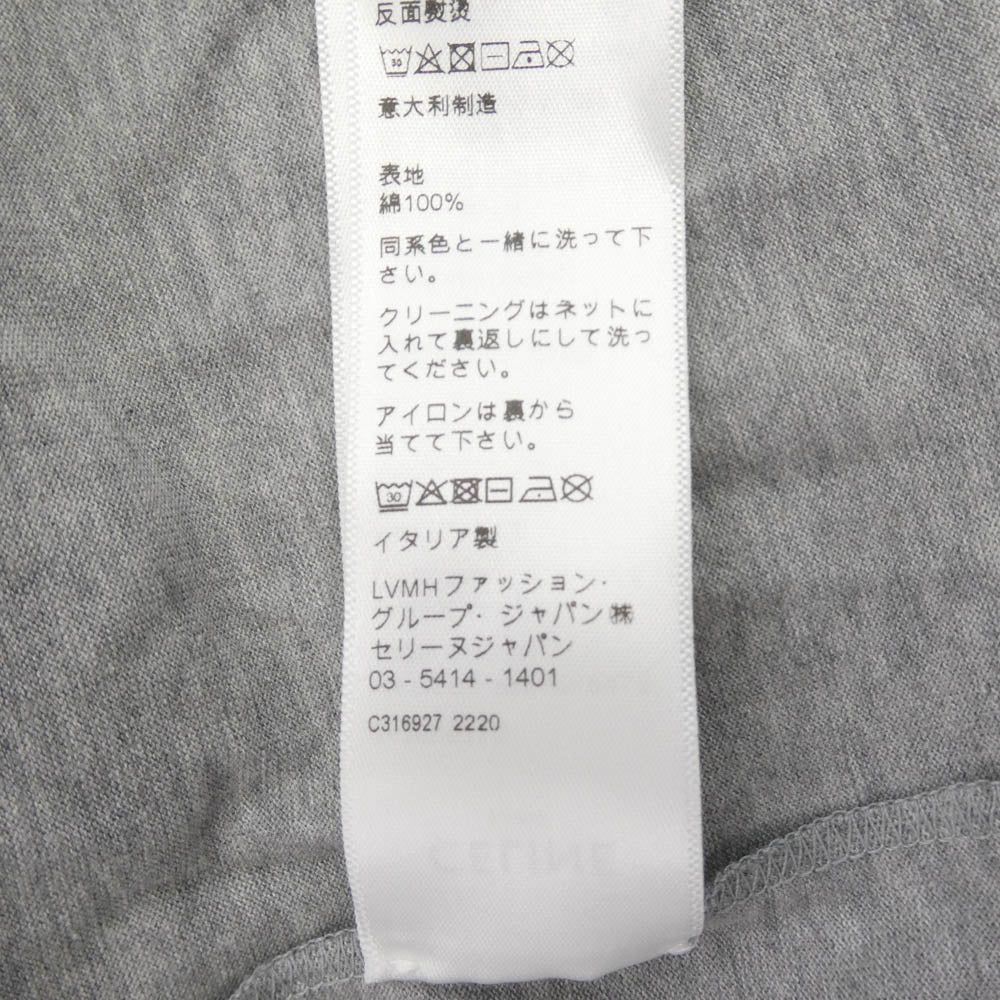 反面熨烫
30
意大利制造
表地
綿100%
同系色と一緒に洗って下
さい。
クリーニングはネットに
入れて裏返しにして洗っ
てください。
アイロンは裏から
当てて下さい。
30
イタリア製
LVMHファッション·
グループ· ジャパン㈱
セリーヌジャパン
03 - 5414 - 1401
C316927 2220
CELINE